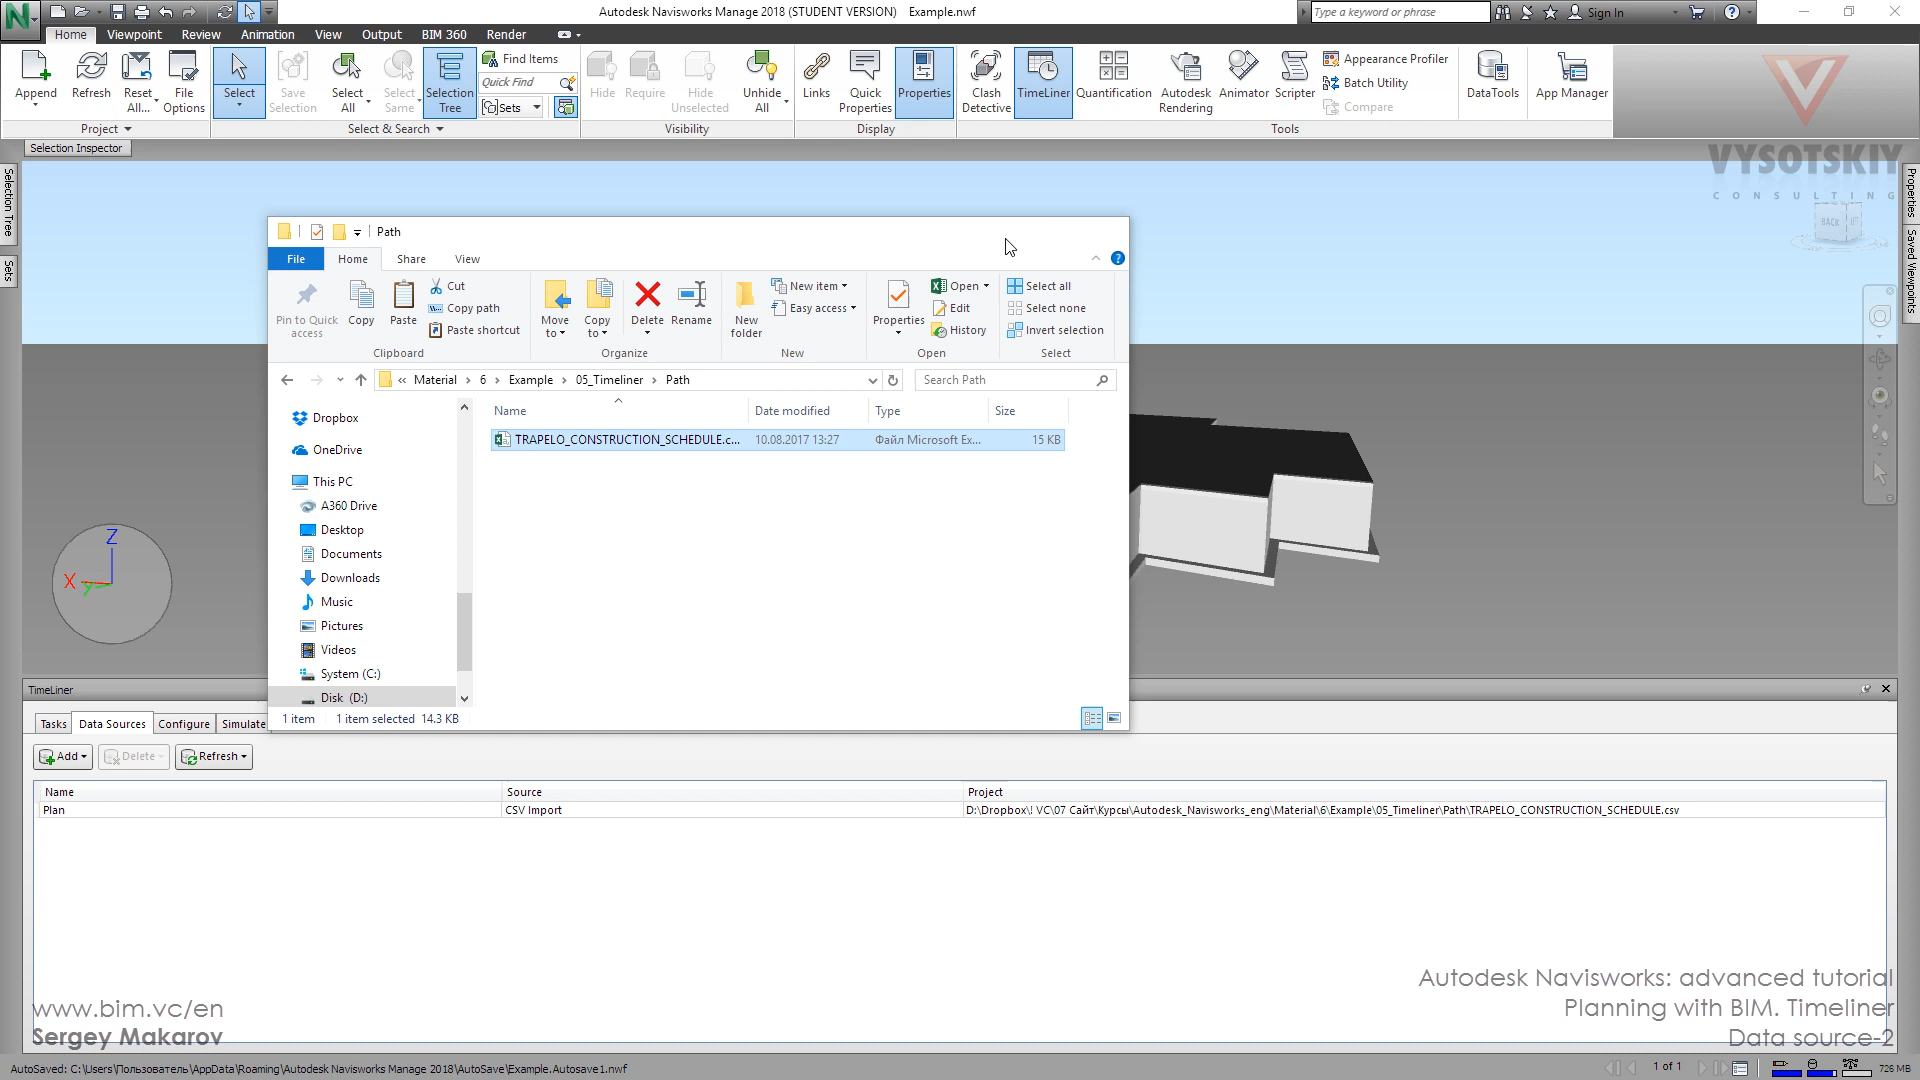 Autodesk Navisworks Manage 2018 (STUDENT VERSION) Example.nwf
Type a keyword or phrase
Sign In
Home Viewpoint Review Animation View Output BIM 360 Render
Append
Refresh
Reset All...
File Options
Project
Select
Save Selection
Select All
Select Same
Selection Tree
Find Items
Quick Find
Sets
Select & Search
Hide
Require
Hide Unselected
Unhide All
Visibility
Links
Quick Properties
Properties
Display
Clash Detective
TimeLiner
Quantification
Autodesk Rendering
Animator
Scripter
Appearance Profiler
Batch Utility
Compare
Tools
DataTools
App Manager
Selection Inspector
Selection Tree
Sets
VYSOTSKIY
CONSULTING
BACK
Properties
Saved Viewpoints
Path
File Home Share View
Pin to Quick access
Copy
Paste
Cut
Copy path
Paste shortcut
Clipboard
Move to
Copy to
Delete
Rename
Organize
New folder
New item
Easy access
New
Properties
Open
Edit
History
Open
Select all
Select none
Invert selection
Select
« Material › 6 › Example › 05_Timeliner › Path
Search Path
Name Date modified Type Size
TRAPELO_CONSTRUCTION_SCHEDULE.c... 10.08.2017 13:27 Файл Microsoft Ex... 15 KB
Dropbox
OneDrive
This PC
A360 Drive
Desktop
Documents
Downloads
Music
Pictures
Videos
System (C:)
Disk (D:)
1 item 1 item selected 14.3 KB
X Y Z
TimeLiner
Tasks Data Sources Configure Simulate
Add Delete Refresh
Name Source Project
Plan CSV Import D:\Dropbox\! VC\07 Сайт\Курсы\Autodesk_Navisworks_eng\Material\6\Example\05_Timeliner\Path\TRAPELO_CONSTRUCTION_SCHEDULE.csv
www.bim.vc/en
Sergey Makarov
Autodesk Navisworks: advanced tutorial
Planning with BIM. Timeliner
Data source-2
AutoSaved: C:\Users\Пользователь\AppData\Roaming\Autodesk Navisworks Manage 2018\AutoSave\Example.Autosave1.nwf
1 of 1
726 MB